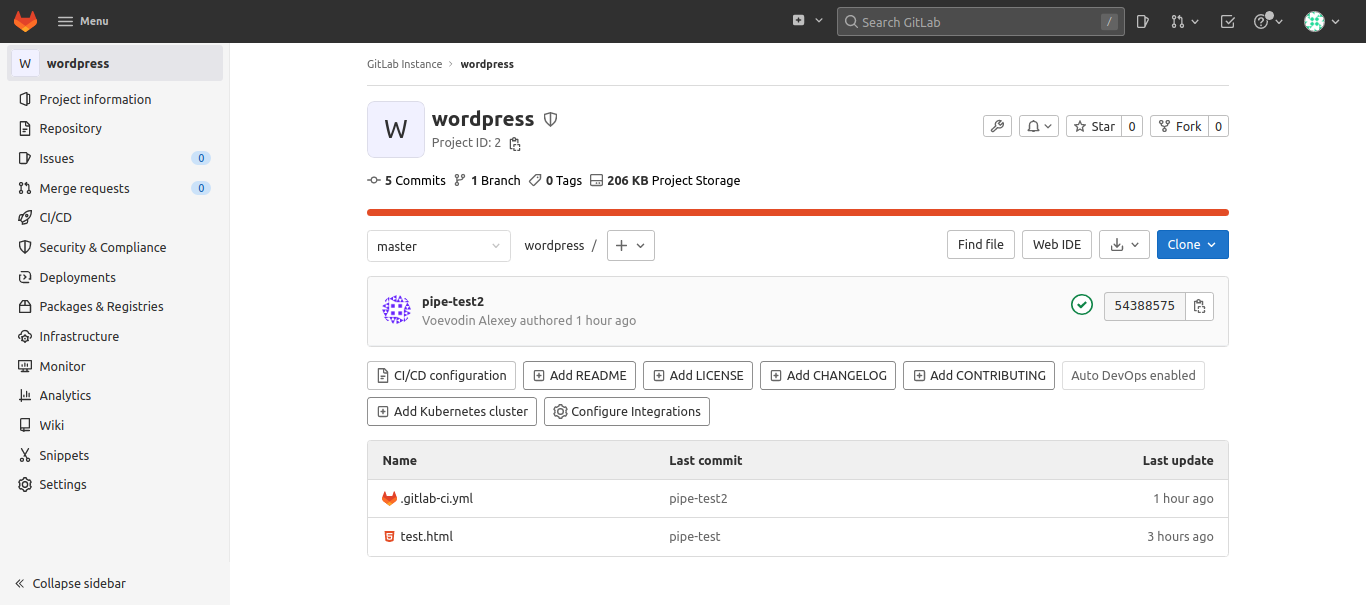 Menu
Search GitLab /
W wordpress
Project information
Repository
Issues 0
Merge requests 0
CI/CD
Security & Compliance
Deployments
Packages & Registries
Infrastructure
Monitor
Analytics
Wiki
Snippets
Settings
Collapse sidebar
GitLab Instance wordpress
W
wordpress
Project ID: 2
Star 0 Fork 0
5 Commits 1 Branch 0 Tags 206 KB Project Storage
master wordpress / Find file Web IDE Clone
pipe-test2
Voevodin Alexey authored 1 hour ago
54388575
CI/CD configuration Add README Add LICENSE Add CHANGELOG Add CONTRIBUTING Auto DevOps enabled
Add Kubernetes cluster Configure Integrations
Name Last commit Last update
.gitlab-ci.yml pipe-test2 1 hour ago
test.html pipe-test 3 hours ago